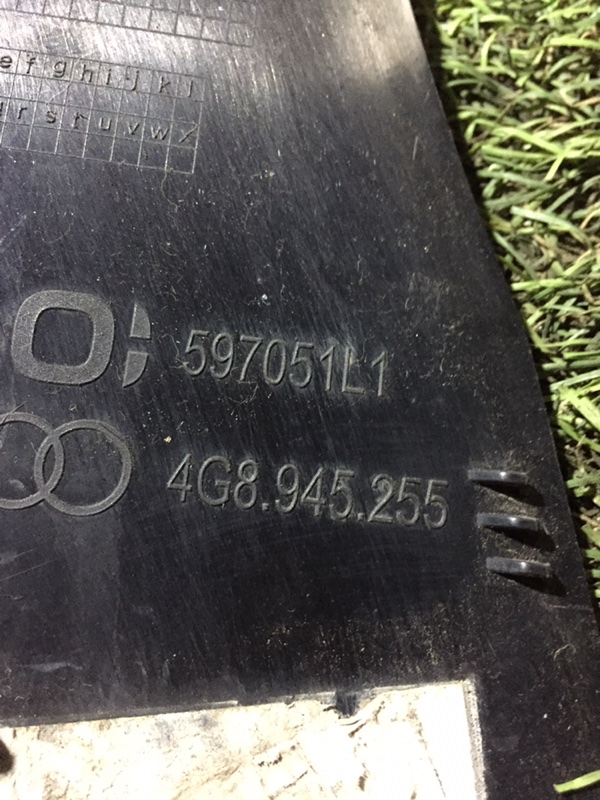 e f g h i j k l
r s t u v w x
O; 597051L1
4G8.945.255